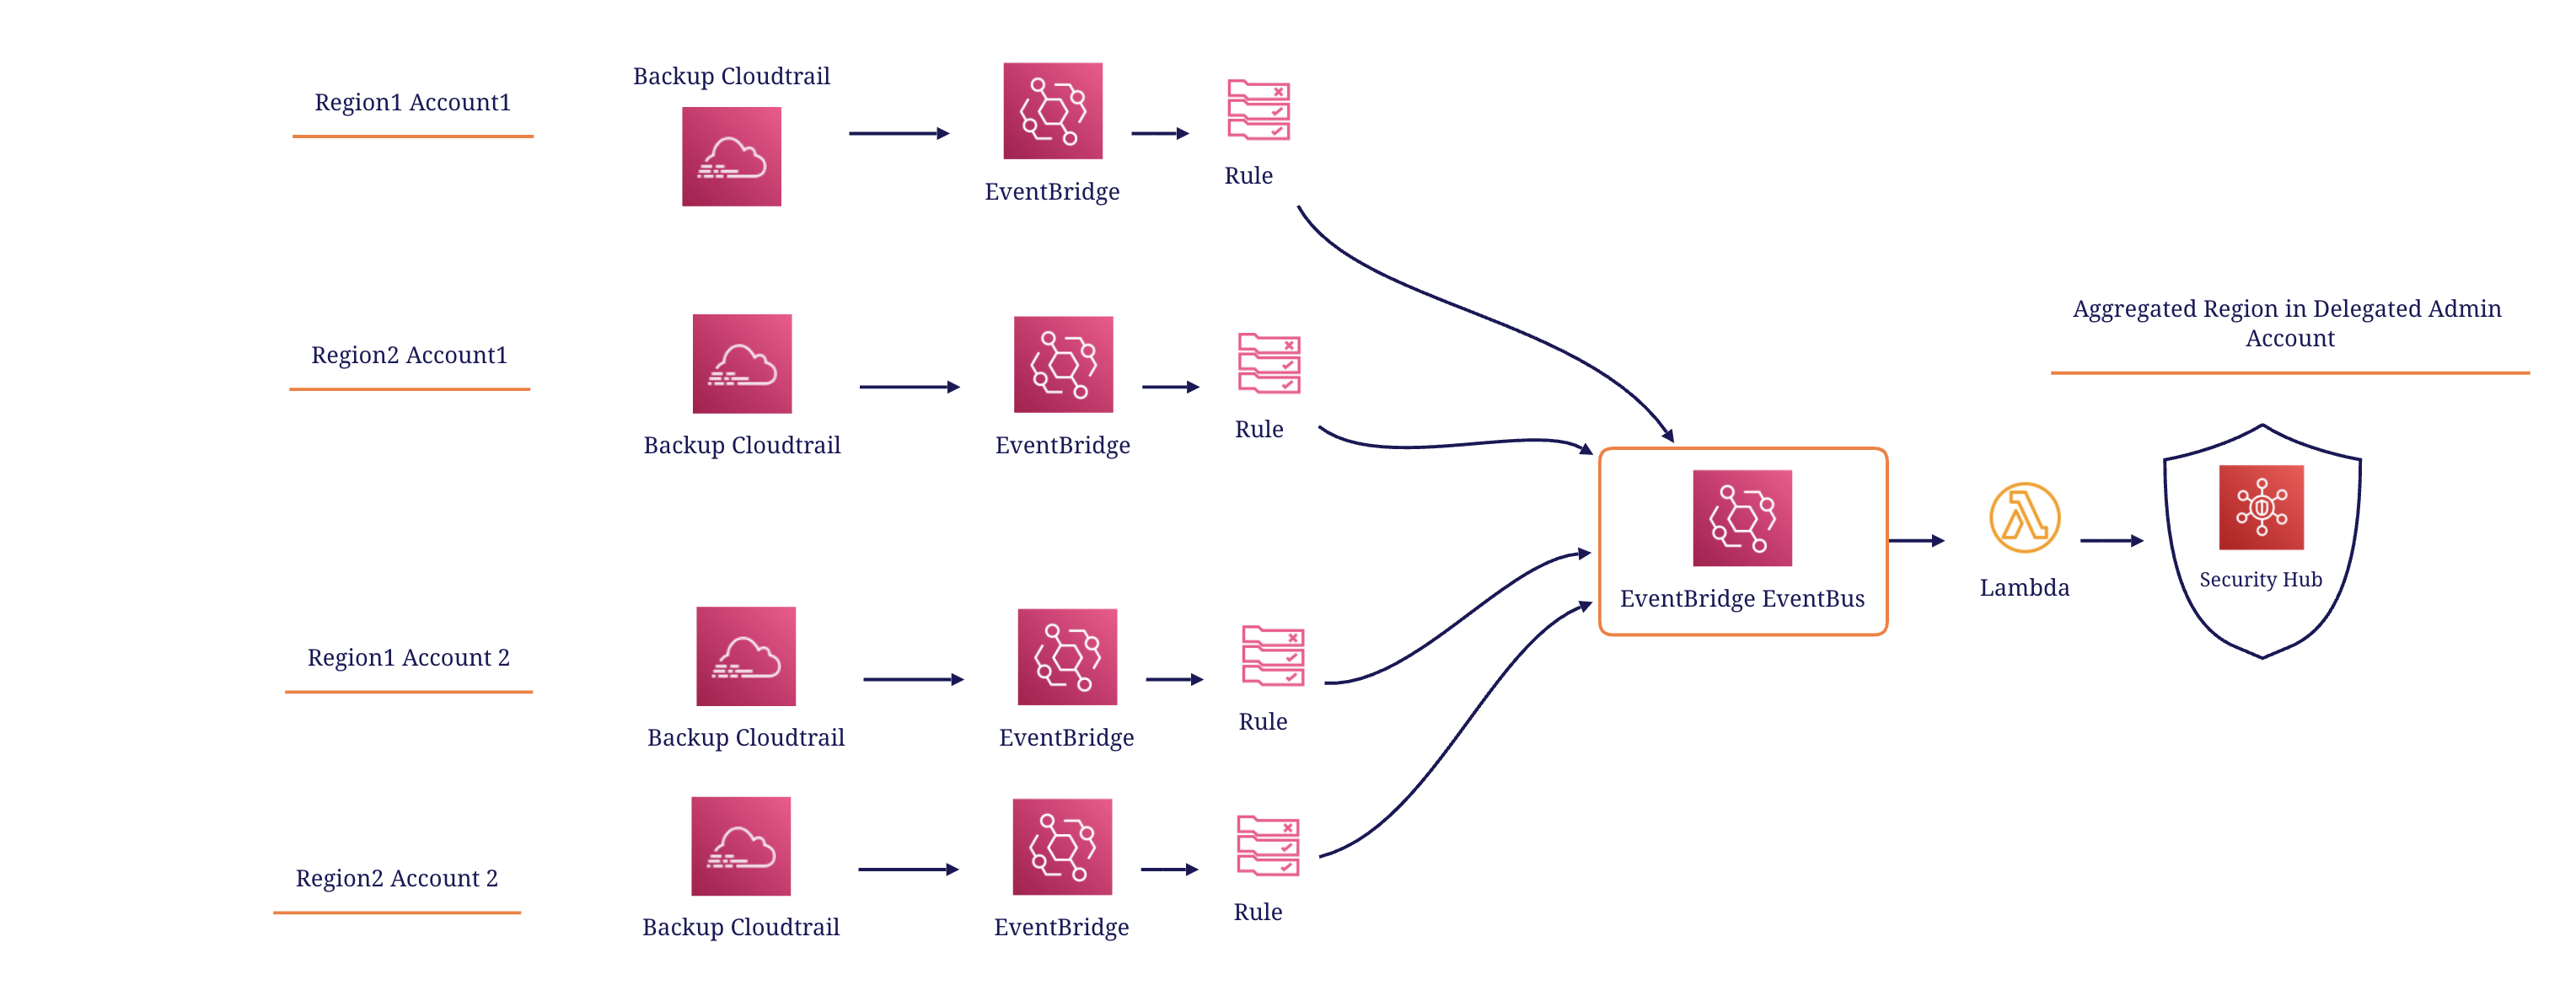 Backup Cloudtrail
Region1 Account1
EventBridge
Rule
Region2 Account1
Backup Cloudtrail
EventBridge
Rule
Aggregated Region in Delegated Admin
Account
EventBridge EventBus
Lambda
Security Hub
Region1 Account 2
Backup Cloudtrail
EventBridge
Rule
Region2 Account 2
Backup Cloudtrail
EventBridge
Rule